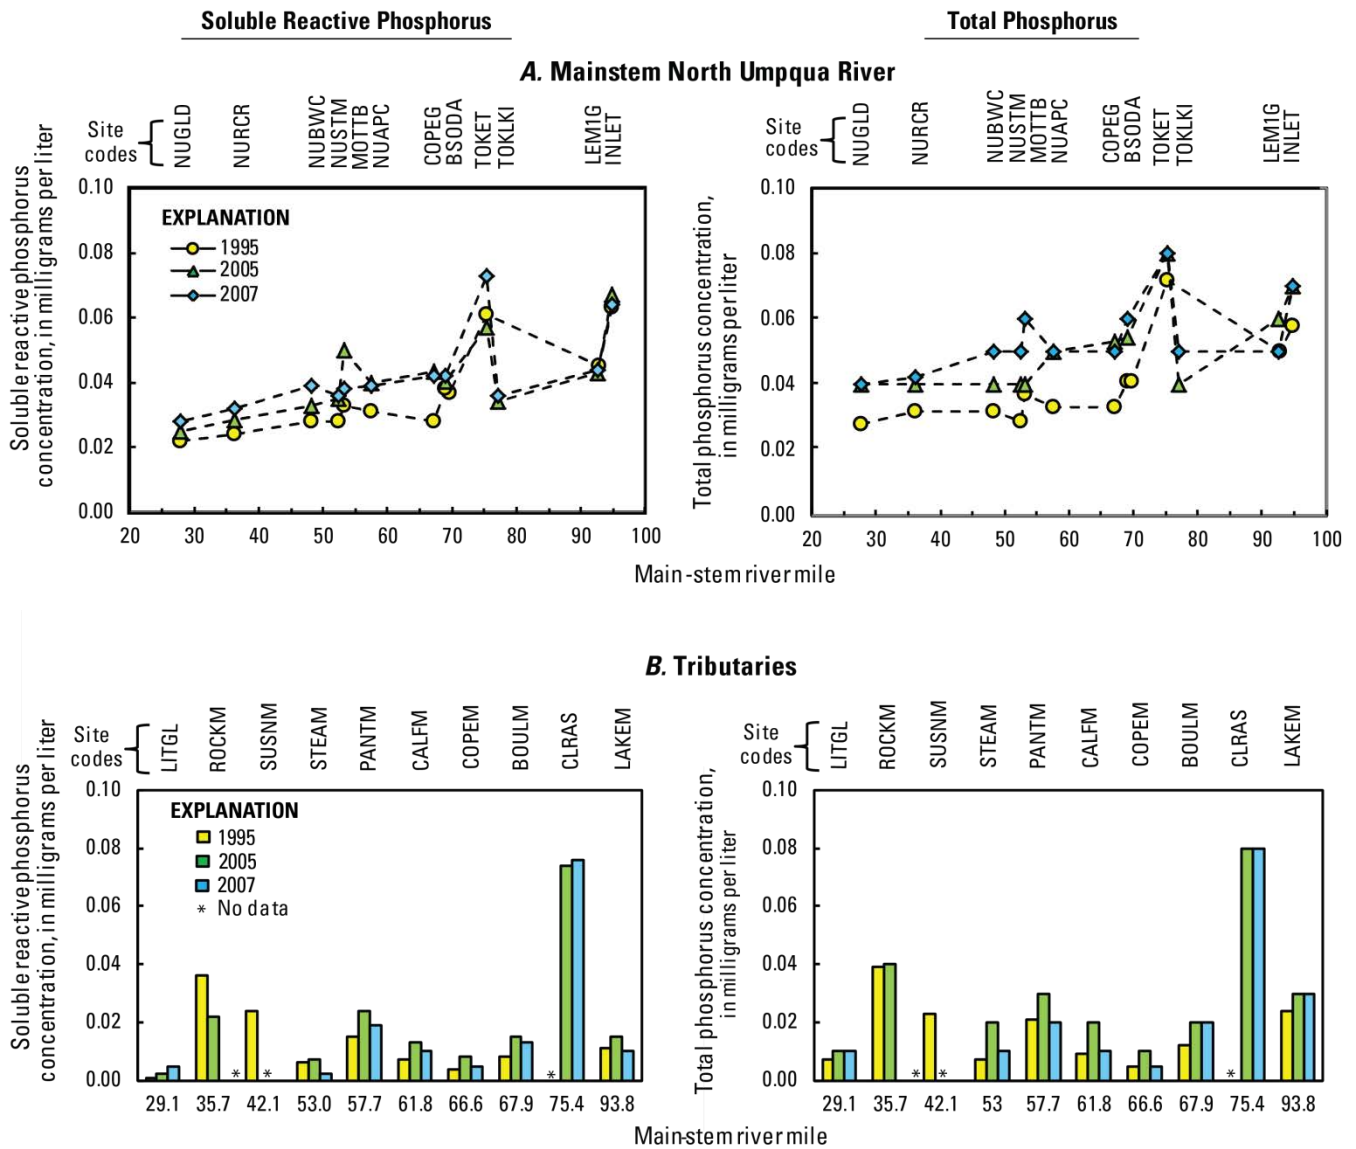 Soluble Reactive Phosphorus
Total Phosphorus
A. Mainstem North Umpqua River
Site codes
NUGLD
NURCR
NUBWC
NUSTM
MOTTB
NUAPC
COPEG
BSODA
TOKET
TOKLKI
LEM1G
INLET
Soluble reactive phosphorus
concentration, in milligrams per liter
0.10
0.08
0.06
0.04
0.02
0.00
EXPLANATION
1995
2005
2007
20 30 40 50 60 70 80 90 100
Site codes
NUGLD
NURCR
NUBWC
NUSTM
MOTTB
NUAPC
COPEG
BSODA
TOKET
TOKLKI
LEM1G
INLET
Total phosphorus concentration,
in milligrams per liter
0.10
0.08
0.06
0.04
0.02
0.00
20 30 40 50 60 70 80 90 100
Main-stem river mile
B. Tributaries
Site codes
LITGL
ROCKM
SUSNM
STEAM
PANTM
CALFM
COPEM
BOULM
CLRAS
LAKEM
Soluble reactive phosphorus
concentration, in milligrams per liter
0.10
0.08
0.06
0.04
0.02
0.00
EXPLANATION
1995
2005
2007
* No data
* * *
29.1 35.7 42.1 53.0 57.7 61.8 66.6 67.9 75.4 93.8
Site codes
LITGL
ROCKM
SUSNM
STEAM
PANTM
CALFM
COPEM
BOULM
CLRAS
LAKEM
Total phosphorus concentration,
in milligrams per liter
0.10
0.08
0.06
0.04
0.02
0.00
* * *
29.1 35.7 42.1 53 57.7 61.8 66.6 67.9 75.4 93.8
Main-stem river mile